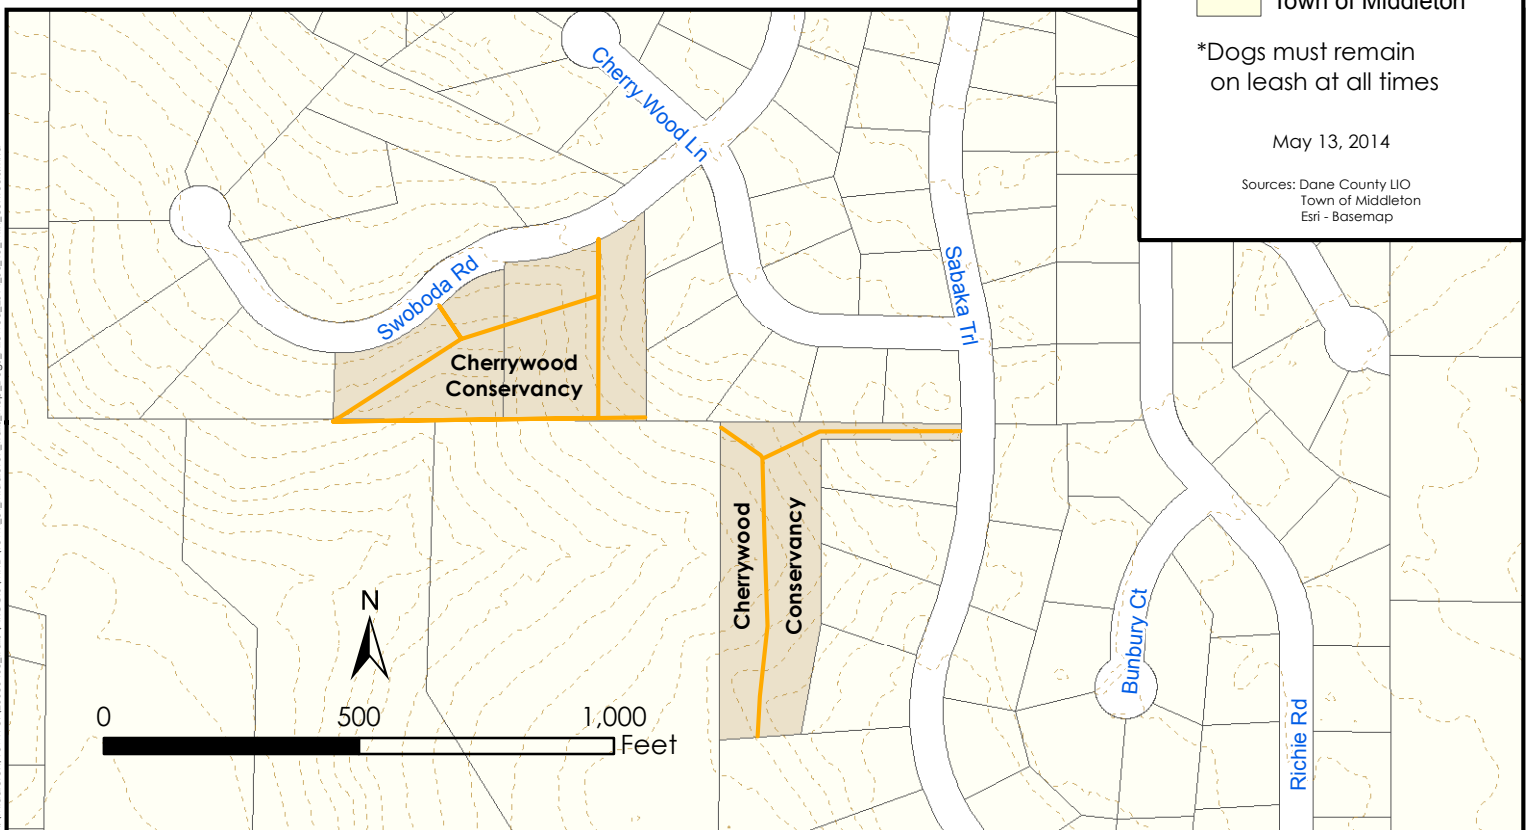 Town of Middleton
*Dogs must remain
on leash at all times
May 13, 2014
Sources: Dane County LIO
Town of Middleton
Esri - Basemap
Cherry Wood Ln
Swoboda Rd
Sabaka Trl
Cherrywood
Conservancy
Cherrywood
Conservancy
Bunbury Ct
Richie Rd
N
0 500 1,000
Feet